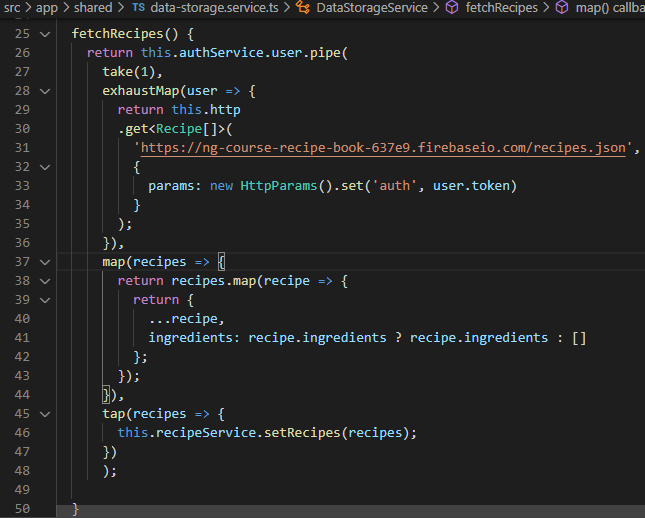 src > app > shared > TS data-storage.service.ts > DataStorageService > fetchRecipes > map() callba
24
25 fetchRecipes() {
26 return this.authService.user.pipe(
27 take(1),
28 exhaustMap(user => {
29 return this.http
30 .get<Recipe[]>(
31 'https://ng-course-recipe-book-637e9.firebaseio.com/recipes.json',
32 {
33 params: new HttpParams().set('auth', user.token)
34 }
35 );
36 }),
37 map(recipes => {
38 return recipes.map(recipe => {
39 return {
40 ...recipe,
41 ingredients: recipe.ingredients ? recipe.ingredients : []
42 };
43 });
44 }),
45 tap(recipes => {
46 this.recipeService.setRecipes(recipes);
47 })
48 );
49
50 }